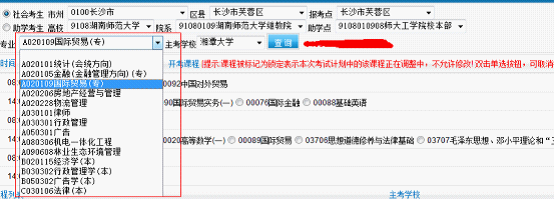 社会考生 市州 0100长沙市 区县 长沙市芙蓉区 报考点 长沙市芙蓉区
助学考生 高校 9108湖南师范大学 院系 91080109湖南师范大学继教院 助学点 9108010908师大工学院校本部
专业 A020109国际贸易(专) 主考学校 湘潭大学 查询
A020101统计(会统方向)
A020105金融(金融管理方向)(专)
A020109国际贸易(专)
A020206房地产经营与管理
A020228物流管理
A030101律师
A030301行政管理
A050301广告
A080306机电一体化工程
A090608林业生态环境管理
B020115经济学(本)
B030302行政管理学(本)
B050302广告学(本)
C030106法律(本)
时间 开考课程 [提示:课程被标记为锁定表示本次考试计划中的该课程正在调整中，不允许修改!双击单选按钮，可取消
0092中国对外贸易
90国际贸易实务(一) 00076国际金融 00088基础英语
0020高等数学(一) 00089国际贸易 03706思想道德修养与法律基础 03707毛泽东思想、邓小平理论和“三
程列 主考学校